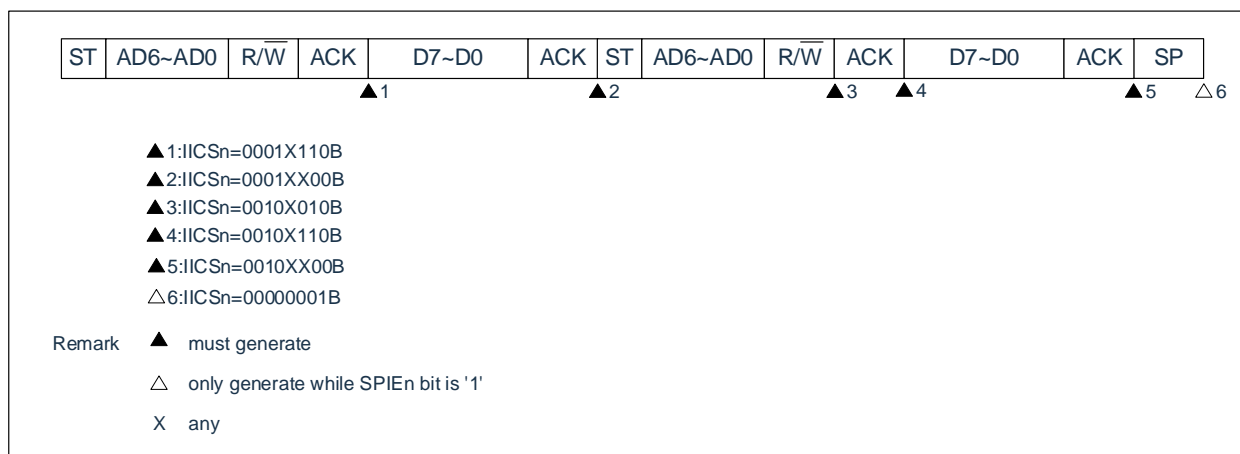 ST AD6~AD0 R/W̅ ACK D7~D0 ACK ST AD6~AD0 R/W̅ ACK D7~D0 ACK SP
▲1 ▲2 ▲3 ▲4 ▲5 △6
▲1:IICSn=0001X110B
▲2:IICSn=0001XX00B
▲3:IICSn=0010X010B
▲4:IICSn=0010X110B
▲5:IICSn=0010XX00B
△6:IICSn=00000001B
Remark ▲ must generate
△ only generate while SPIEn bit is '1'
X any